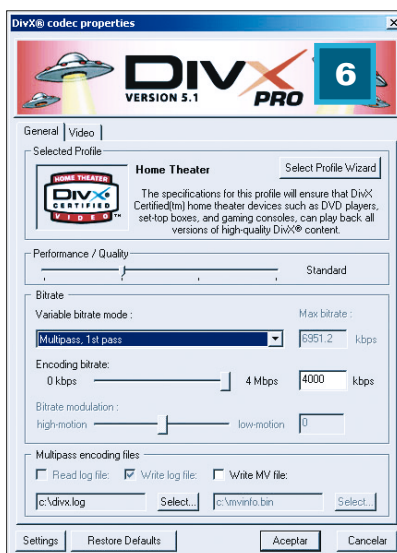 DivX® codec properties
DIVX
VERSION 5.1 PRO
6
General Video
Selected Profile
HOME THEATER
DIVX
CERTIFIED
VIDEO TM
Home Theater
Select Profile Wizard
The specifications for this profile will ensure that DivX
Certified(tm) home theater devices such as DVD players,
set-top boxes, and gaming consoles, can play back all
versions of high-quality DivX® content.
Performance / Quality
Standard
Bitrate
Variable bitrate mode : Max bitrate :
Multipass, 1st pass 6951.2 kbps
Encoding bitrate:
0 kbps 4 Mbps 4000 kbps
Bitrate modulation :
high-motion low-motion 0
Multipass encoding files
Read log file: Write log file: Write MV file:
c:\divx.log Select... c:\mvinfo.bin Select...
Settings Restore Defaults Aceptar Cancelar